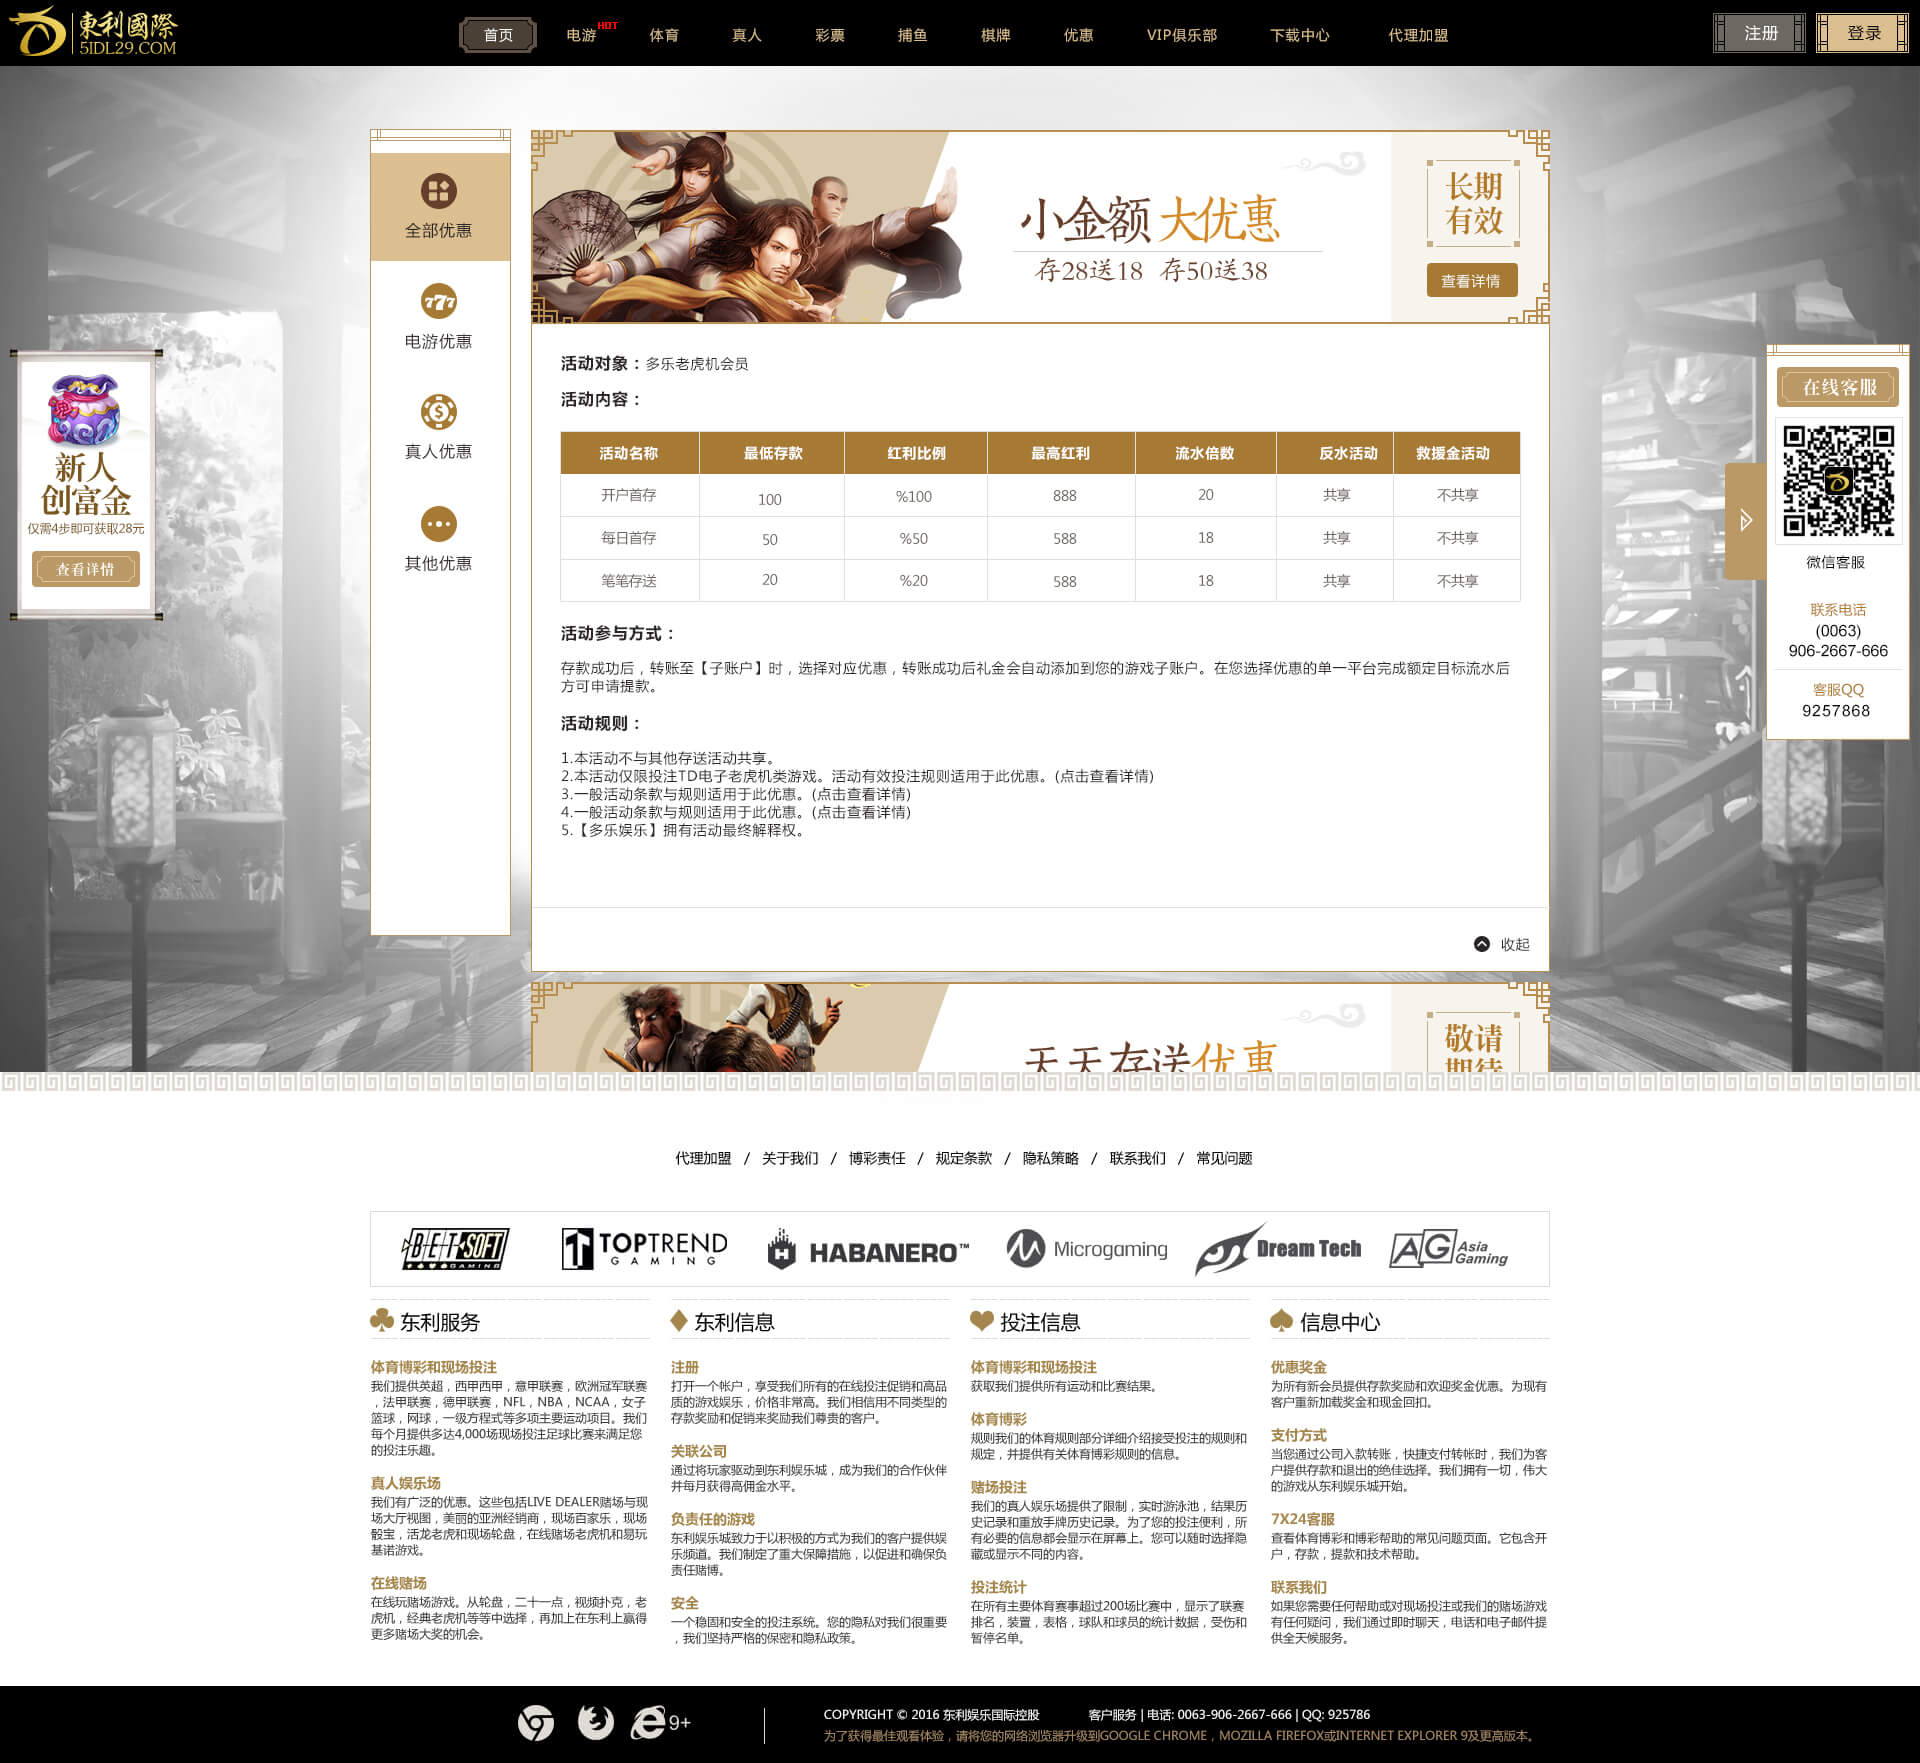 東利國際
5IDL29.COM
首页
电游
HOT
体育
真人
彩票
捕鱼
棋牌
优惠
VIP俱乐部
下载中心
代理加盟
注册
登录
全部优惠
777
电游优惠
真人优惠
其他优惠
新人
创富金
仅需4步即可获取28元
查看详情
小金额 大优惠
存28送18 存50送38
长期
有效
查看详情
活动对象：多乐老虎机会员
活动内容：
活动名称 最低存款 红利比例 最高红利 流水倍数 反水活动 救援金活动
开户首存 100 %100 888 20 共享 不共享
每日首存 50 %50 588 18 共享 不共享
笔笔存送 20 %20 588 18 共享 不共享
活动参与方式：
存款成功后，转账至【子账户】时，选择对应优惠，转账成功后礼金会自动添加到您的游戏子账户。在您选择优惠的单一平台完成额定目标流水后
方可申请提款。
活动规则：
1.本活动不与其他存送活动共享。
2.本活动仅限投注TD电子老虎机类游戏。活动有效投注规则适用于此优惠。(点击查看详情)
3.一般活动条款与规则适用于此优惠。(点击查看详情)
4.一般活动条款与规则适用于此优惠。(点击查看详情)
5.【多乐娱乐】拥有活动最终解释权。
收起
在线客服
微信客服
联系电话
(0063)
906-2667-666
客服QQ
9257868
天天存送优惠
敬请
期待
代理加盟 / 关于我们 / 博彩责任 / 规定条款 / 隐私策略 / 联系我们 / 常见问题
BETSOFT
GAMING
TOPTREND
GAMING
HABANERO™
Microgaming
Dream Tech
AG Asia
Gaming
东利服务
体育博彩和现场投注
我们提供英超，西甲西甲，意甲联赛，欧洲冠军联赛
，法甲联赛，德甲联赛，NFL，NBA，NCAA，女子
篮球，网球，一级方程式等多项主要运动项目。我们
每个月提供多达4,000场现场投注足球比赛来满足您
的投注乐趣。
真人娱乐场
我们有广泛的优惠。这些包括LIVE DEALER赌场与现
场大厅视图，美丽的亚洲经销商，现场百家乐，现场
骰宝，活龙老虎和现场轮盘，在线赌场老虎机和易玩
基诺游戏。
在线赌场
在线玩赌场游戏。从轮盘，二十一点，视频扑克，老
虎机，经典老虎机等等中选择，再加上在东利上赢得
更多赌场大奖的机会。
东利信息
注册
打开一个帐户，享受我们所有的在线投注促销和高品
质的游戏娱乐，价格非常高。我们相信用不同类型的
存款奖励和促销来奖励我们尊贵的客户。
关联公司
通过将玩家驱动到东利娱乐城，成为我们的合作伙伴
并每月获得高佣金水平。
负责任的游戏
东利娱乐城致力于以积极的方式为我们的客户提供娱
乐频道。我们制定了重大保障措施，以促进和确保负
责任赌博。
安全
一个稳固和安全的投注系统。您的隐私对我们很重要
，我们坚持严格的保密和隐私政策。
投注信息
体育博彩和现场投注
获取我们提供所有运动和比赛结果。
体育博彩
规则我们的体育规则部分详细介绍接受投注的规则和
规定，并提供有关体育博彩规则的信息。
赌场投注
我们的真人娱乐场提供了限制，实时游泳池，结果历
史记录和重放手牌历史记录。为了您的投注便利，所
有必要的信息都会显示在屏幕上。您可以随时选择隐
藏或显示不同的内容。
投注统计
在所有主要体育赛事超过200场比赛中，显示了联赛
排名，装置，表格，球队和球员的统计数据，受伤和
暂停名单。
信息中心
优惠奖金
为所有新会员提供存款奖励和欢迎奖金优惠。为现有
客户重新加载奖金和现金回扣。
支付方式
当您通过公司入款转账，快捷支付转帐时，我们为客
户提供存款和退出的绝佳选择。我们拥有一切，伟大
的游戏从东利娱乐城开始。
7X24客服
查看体育博彩和博彩帮助的常见问题页面。它包含开
户，存款，提款和技术帮助。
联系我们
如果您需要任何帮助或对现场投注或我们的赌场游戏
有任何疑问，我们通过即时聊天，电话和电子邮件提
供全天候服务。
9+
COPYRIGHT © 2016 东利娱乐国际控股 客户服务 | 电话: 0063-906-2667-666 | QQ: 925786
为了获得最佳观看体验，请将您的网络浏览器升级到GOOGLE CHROME，MOZILLA FIREFOX或INTERNET EXPLORER 9及更高版本。